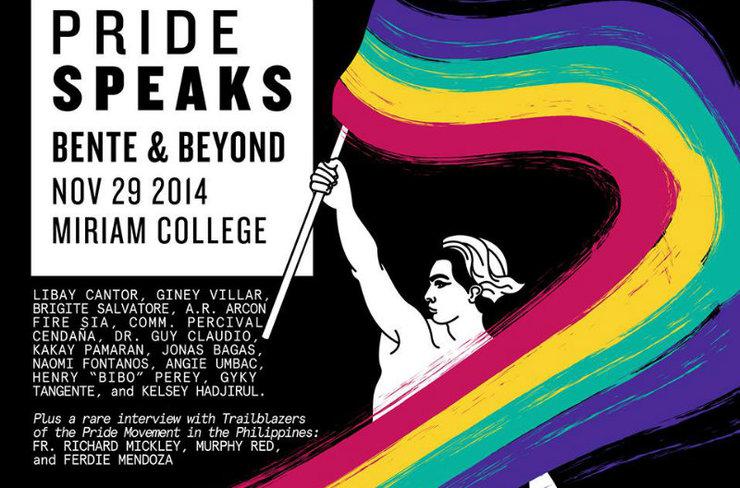 PRIDE
SPEAKS
BENTE & BEYOND
NOV 29 2014
MIRIAM COLLEGE
LIBAY CANTOR, GINEY VILLAR,
BRIGITE SALVATORE, A.R. ARCON
FIRE SIA, COMM. PERCIVAL
CENDAÑA, DR. GUY CLAUDIO,
KAKAY PAMARAN, JONAS BAGAS,
NAOMI FONTANOS, ANGIE UMBAC,
HENRY "BIBO" PEREY, GYKY
TANGENTE, and KELSEY HADJIRUL.
Plus a rare interview with Trailblazers
of the Pride Movement in the Philippines:
FR. RICHARD MICKLEY, MURPHY RED,
and FERDIE MENDOZA